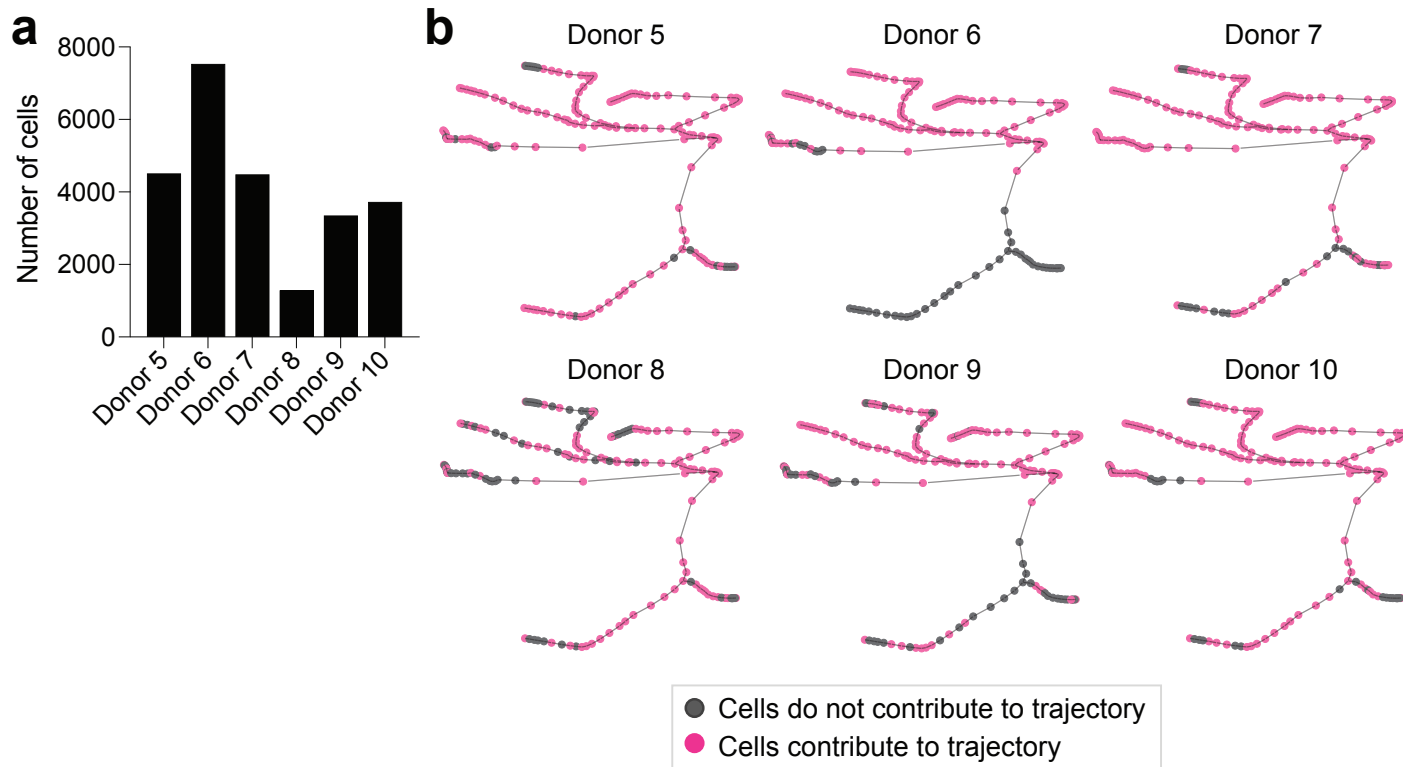 a
Number of cells
8000
6000
4000
2000
0
Donor 5
Donor 6
Donor 7
Donor 8
Donor 9
Donor 10
b
Donor 5
Donor 6
Donor 7
Donor 8
Donor 9
Donor 10
Cells do not contribute to trajectory
Cells contribute to trajectory